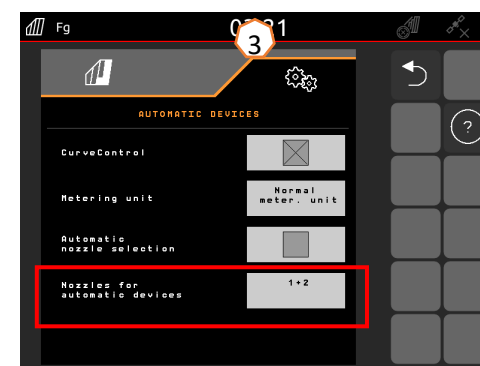 Fg
3
AUTOMATIC DEVICES
CurveControl
Metering unit
Normal
meter. unit
Automatic
nozzle selection
Nozzles for
automatic devices
1+2
?